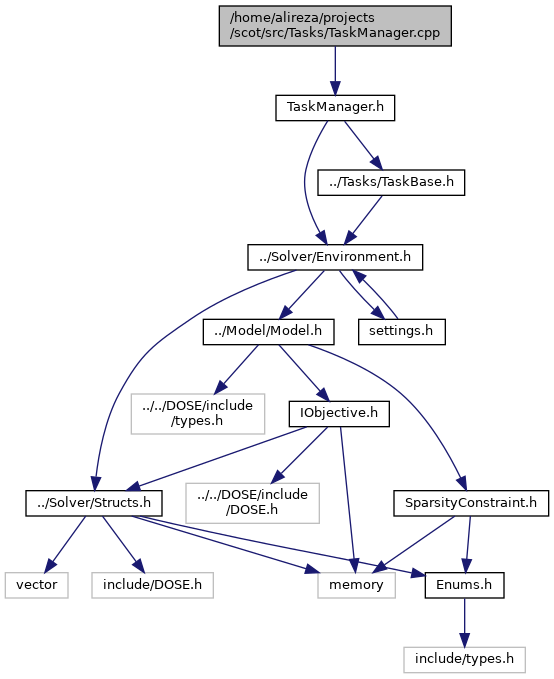 /home/alireza/projects
/scot/src/Tasks/TaskManager.cpp
TaskManager.h
../Tasks/TaskBase.h
../Solver/Environment.h
../Model/Model.h
settings.h
../../DOSE/include
/types.h
IObjective.h
../Solver/Structs.h
../../DOSE/include
/DOSE.h
SparsityConstraint.h
vector
include/DOSE.h
memory
Enums.h
include/types.h